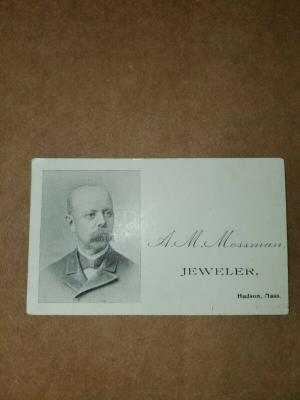 A. M. Mossman,
JEWELER,
Hudson, Mass.